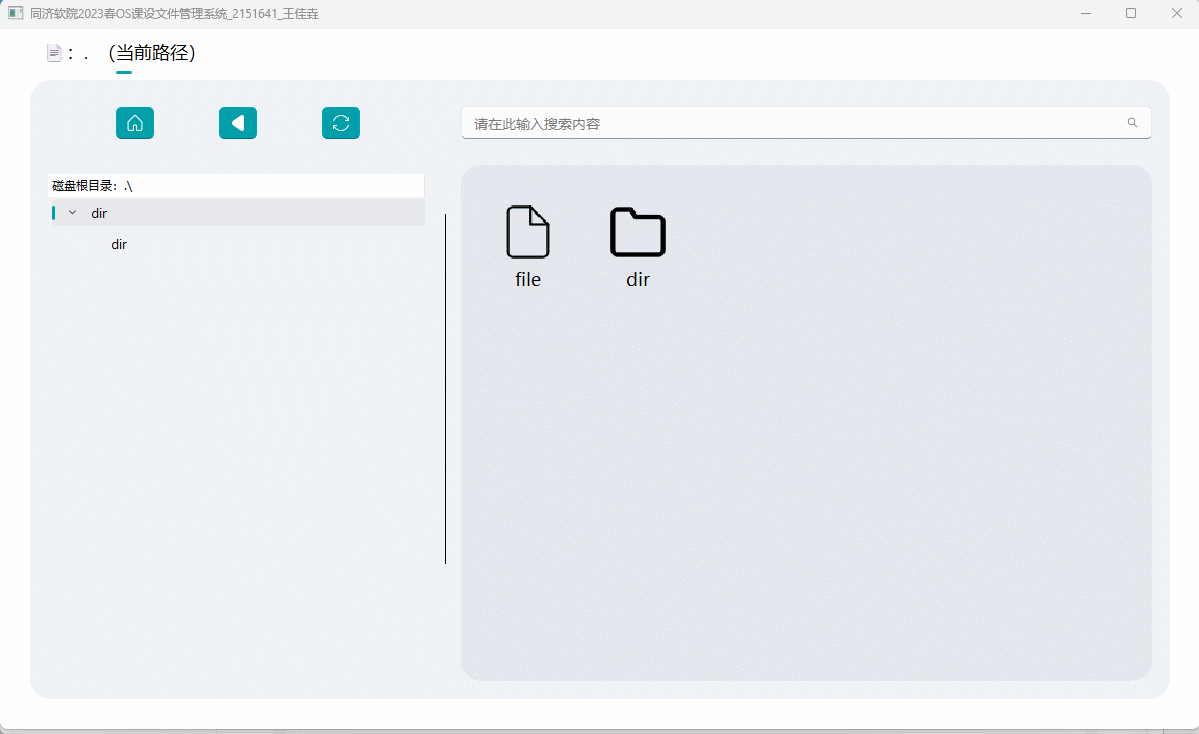 同济软院2023春OS课设文件管理系统_2151641_王佳垚
: . （当前路径）
请在此输入搜索内容
磁盘根目录：.\
dir
dir
file
dir